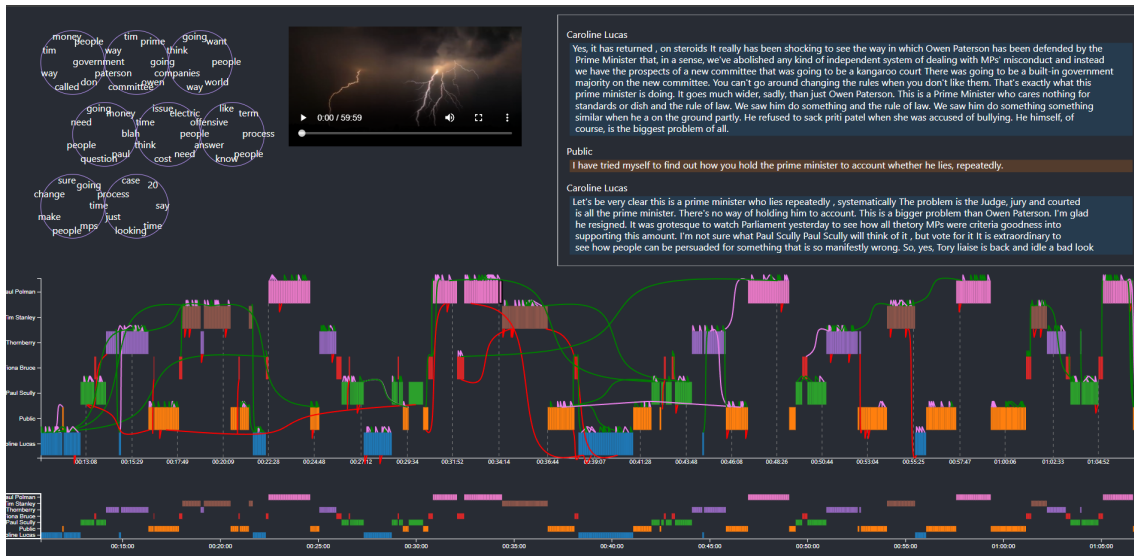 money people tim
way government
way paterson
called don
tim prime
think
going
owen
committee
going want
people
companies
way world
going money
need
people
question paul
blah
think
issue electric
time
people
cost need
like
offensive term
process
answer
know people
sure going
change
process
time
make
mps
people
case 20
say
just
looking time
0:00 / 59:59
Caroline Lucas
Yes, it has returned , on steroids It really has been shocking to see the way in which Owen Paterson has been defended by the
Prime Minister that, in a sense, we've abolished any kind of independent system of dealing with MPs' misconduct and instead
we have the prospects of a new committee that was going to be a kangaroo court There was going to be a built-in government
majority on the new committee. You can't go around changing the rules when you don't like them. That's exactly what this
prime minister is doing. It goes much wider, sadly, than just Owen Paterson. This is a Prime Minister who cares nothing for
standards or dish and the rule of law. We saw him do something and the rule of law. We saw him do something something
similar when he a on the ground partly. He refused to sack priti patel when she was accused of bullying. He himself, of
course, is the biggest problem of all.
Public
I have tried myself to find out how you hold the prime minister to account whether he lies, repeatedly.
Caroline Lucas
Let's be very clear this is a prime minister who lies repeatedly , systematically The problem is the Judge, jury and courted
is all the prime minister. There's no way of holding him to account. This is a bigger problem than Owen Paterson. I'm glad
he resigned. It was grotesque to watch Parliament yesterday to see how all thetory MPs were criteria goodness into
supporting this amount. I'm not sure what Paul Scully Paul Scully will think of it , but vote for it It is extraordinary to
see how people can be persuaded for something that is so manifestly wrong. So, yes, Tory liaise is back and idle a bad look
aul Polman
im Stanley
Thornberry
iona Bruce
Paul Scully
Public
oline Lucas
00:13:08 00:15:29 00:17:49 00:20:09 00:22:28 00:24:48 00:27:12 00:29:34 00:31:52 00:34:14 00:36:44 00:39:07 00:41:28 00:43:48 00:46:08 00:48:26 00:50:44 00:53:04 00:55:25 00:57:47 01:00:06 01:02:33 01:04:52
aul Polman
im Stanley
Thornberry
iona Bruce
Paul Scully
Public
oline Lucas
00:15:00 00:20:00 00:25:00 00:30:00 00:35:00 00:40:00 00:45:00 00:50:00 00:55:00 01:00:00 01:05:00